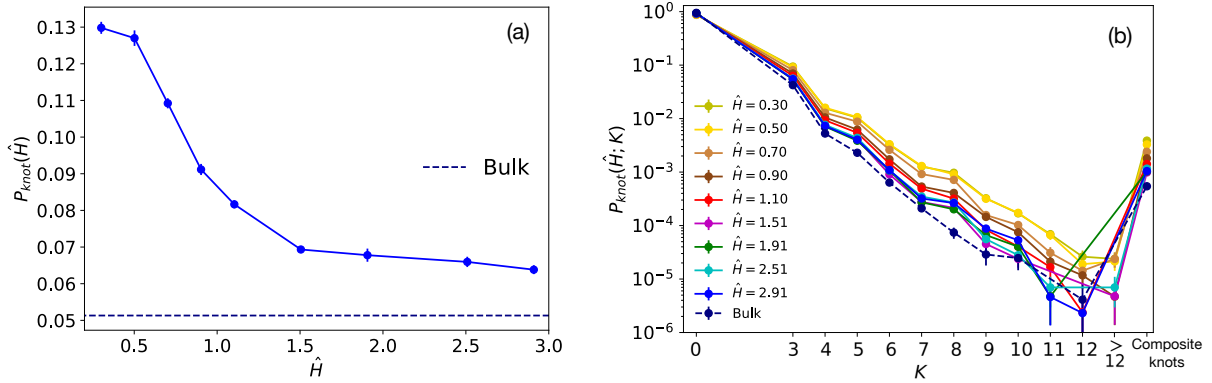 (a)
0.13
0.12
0.11
0.10
0.09
0.08
0.07
0.06
0.05
P_knot(Ĥ)
Bulk
0.5 1.0 1.5 2.0 2.5 3.0
Ĥ
(b)
10^0
10^-1
10^-2
10^-3
10^-4
10^-5
10^-6
P_knot(Ĥ; K)
Ĥ = 0.30
Ĥ = 0.50
Ĥ = 0.70
Ĥ = 0.90
Ĥ = 1.10
Ĥ = 1.51
Ĥ = 1.91
Ĥ = 2.51
Ĥ = 2.91
Bulk
0 3 4 5 6 7 8 9 10 11 12 > 12 Composite knots
K